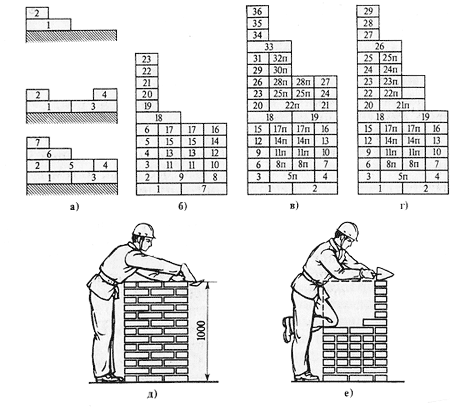 2
1
2 4
1 3
7
6
2 5 4
1 3
а)
23
22
21
20
19
18
6 17 17 16
5 15 15 14
4 13 13 12
3 11 11 10
2 9 8
1 7
б)
36
35
34
33
31 32п
29 30п
26 28п 28п 27
23 25п 25п 24
20 22п 21
18 19
15 17п 17п 16
12 14п 14п 13
9 11п 11п 10
6 8п 8п 7
3 5п 4
1 2
в)
29
28
27
26
25 25п
24 24п
23 23п
22 22п
20 21п
18 19
15 17п 17п 16
12 14п 14п 13
9 11п 11п 10
6 8п 8п 7
3 5п 4
1 2
г)
1000
д)
е)